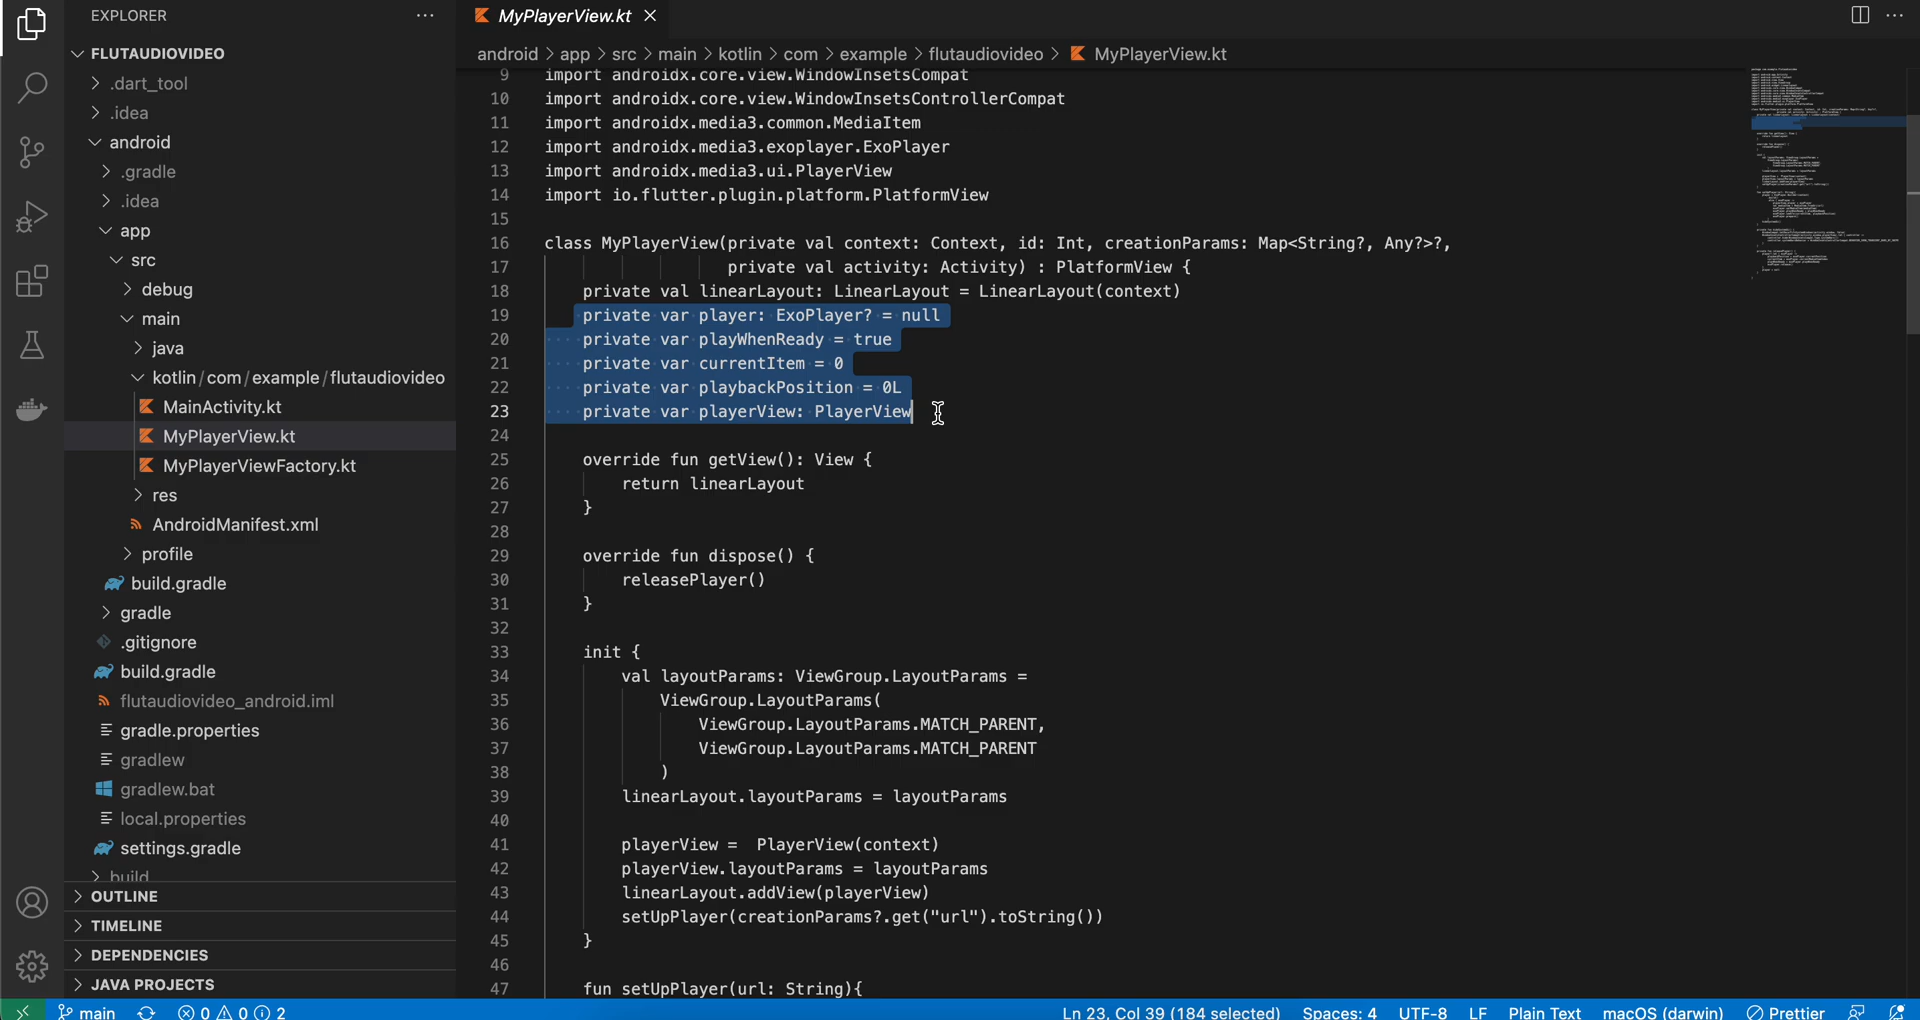 EXPLORER
FLUTAUDIOVIDEO
.dart_tool
.idea
android
.gradle
.idea
app
src
debug
main
java
kotlin/com/example/flutaudiovideo
MainActivity.kt
MyPlayerView.kt
MyPlayerViewFactory.kt
res
AndroidManifest.xml
profile
build.gradle
gradle
.gitignore
build.gradle
flutaudiovideo_android.iml
gradle.properties
gradlew
gradlew.bat
local.properties
settings.gradle
build
OUTLINE
TIMELINE
DEPENDENCIES
JAVA PROJECTS
MyPlayerView.kt
android > app > src > main > kotlin > com > example > flutaudiovideo > MyPlayerView.kt
9 import androidx.core.view.WindowInsetsCompat
10 import androidx.core.view.WindowInsetsControllerCompat
11 import androidx.media3.common.MediaItem
12 import androidx.media3.exoplayer.ExoPlayer
13 import androidx.media3.ui.PlayerView
14 import io.flutter.plugin.platform.PlatformView
15
16 class MyPlayerView(private val context: Context, id: Int, creationParams: Map<String?, Any?>?,
17 private val activity: Activity) : PlatformView {
18 private val linearLayout: LinearLayout = LinearLayout(context)
19 private var player: ExoPlayer? = null
20 private var playWhenReady = true
21 private var currentItem = 0
22 private var playbackPosition = 0L
23 private var playerView: PlayerView
24
25 override fun getView(): View {
26 return linearLayout
27 }
28
29 override fun dispose() {
30 releasePlayer()
31 }
32
33 init {
34 val layoutParams: ViewGroup.LayoutParams =
35 ViewGroup.LayoutParams(
36 ViewGroup.LayoutParams.MATCH_PARENT,
37 ViewGroup.LayoutParams.MATCH_PARENT
38 )
39 linearLayout.layoutParams = layoutParams
40
41 playerView = PlayerView(context)
42 playerView.layoutParams = layoutParams
43 linearLayout.addView(playerView)
44 setUpPlayer(creationParams?.get("url").toString())
45 }
46
47 fun setUpPlayer(url: String){
main 0 0 2 Ln 23, Col 39 (184 selected) Spaces: 4 UTF-8 LF Plain Text macOS (darwin) Prettier